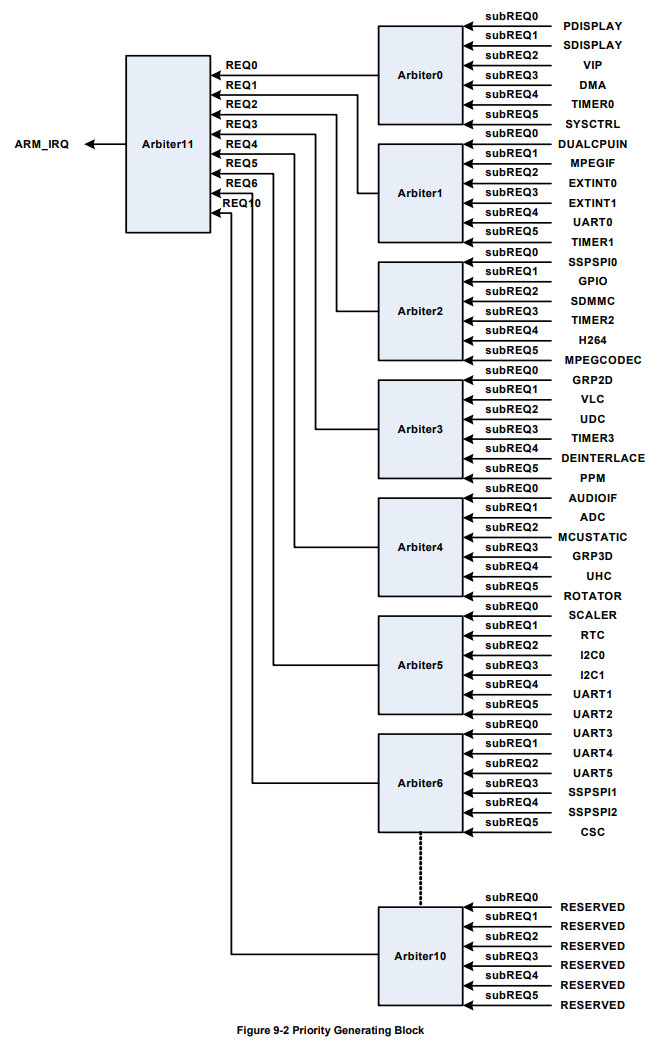 subREQ0
PDISPLAY
subREQ1
SDISPLAY
subREQ2
VIP
subREQ3
DMA
subREQ4
TIMER0
subREQ5
SYSCTRL
Arbiter0
REQ0
REQ1
REQ2
REQ3
REQ4
REQ5
REQ6
REQ10
Arbiter11
ARM_IRQ
subREQ0
DUALCPUIN
subREQ1
MPEGIF
subREQ2
EXTINT0
subREQ3
EXTINT1
subREQ4
UART0
subREQ5
TIMER1
Arbiter1
subREQ0
SSPSPI0
subREQ1
GPIO
subREQ2
SDMMC
subREQ3
TIMER2
subREQ4
H264
subREQ5
MPEGCODEC
Arbiter2
subREQ0
GRP2D
subREQ1
VLC
subREQ2
UDC
subREQ3
TIMER3
subREQ4
DEINTERLACE
subREQ5
PPM
Arbiter3
subREQ0
AUDIOIF
subREQ1
ADC
subREQ2
MCUSTATIC
subREQ3
GRP3D
subREQ4
UHC
subREQ5
ROTATOR
Arbiter4
subREQ0
SCALER
subREQ1
RTC
subREQ2
I2C0
subREQ3
I2C1
subREQ4
UART1
subREQ5
UART2
Arbiter5
subREQ0
UART3
subREQ1
UART4
subREQ2
UART5
subREQ3
SSPSPI1
subREQ4
SSPSPI2
subREQ5
CSC
Arbiter6
subREQ0
RESERVED
subREQ1
RESERVED
subREQ2
RESERVED
subREQ3
RESERVED
subREQ4
RESERVED
subREQ5
RESERVED
Arbiter10
Figure 9-2 Priority Generating Block